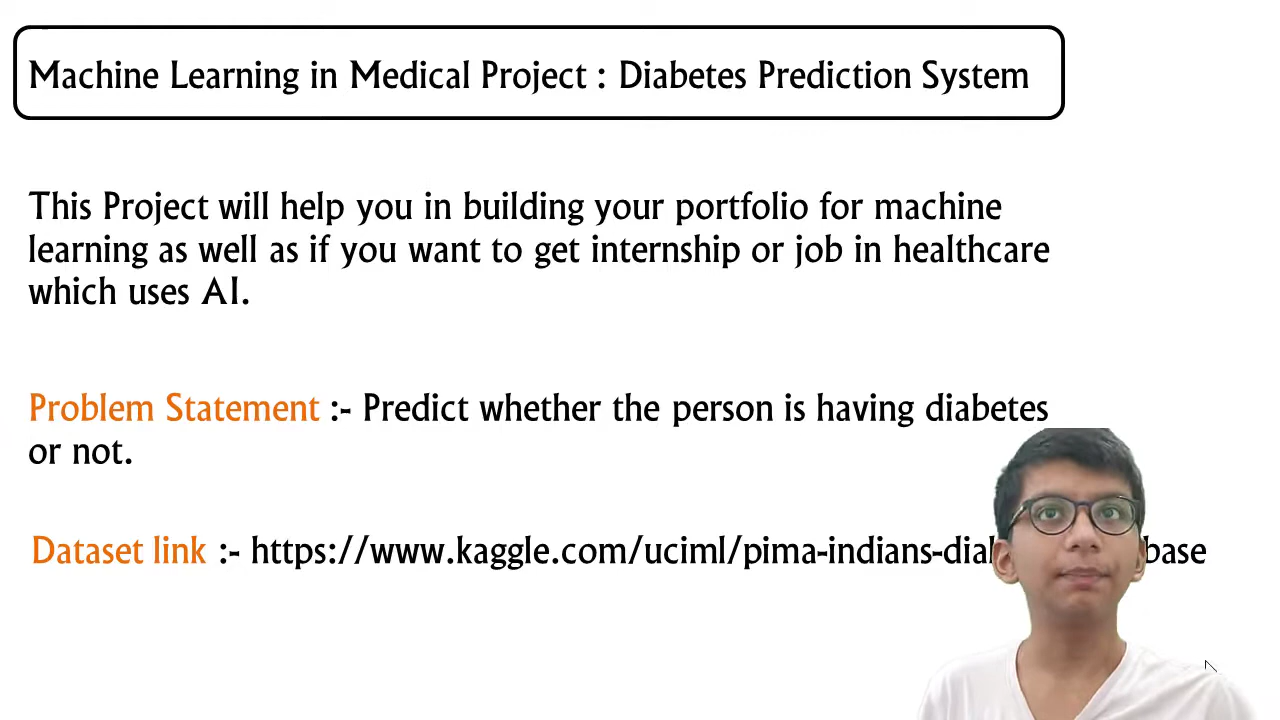 Machine Learning in Medical Project : Diabetes Prediction System
This Project will help you in building your portfolio for machine
learning as well as if you want to get internship or job in healthcare
which uses AI.
Problem Statement :- Predict whether the person is having diabetes
or not.
Dataset link :- https://www.kaggle.com/uciml/pima-indians-dia base